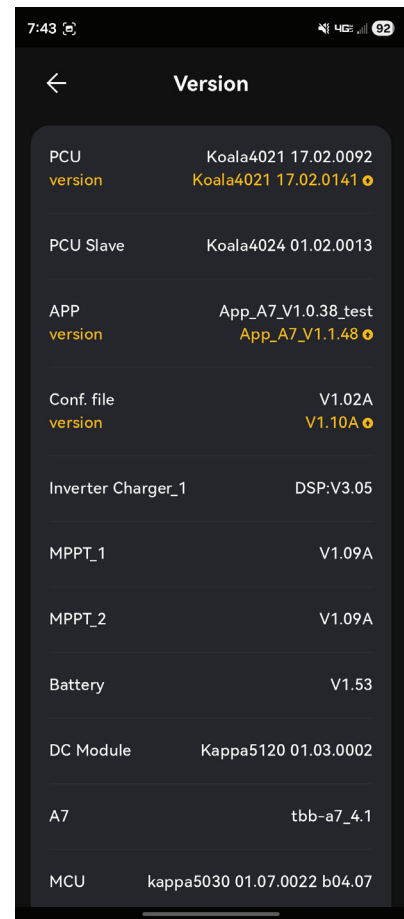 7:43 4G 92
Version
PCU Koala4021 17.02.0092
version Koala4021 17.02.0141
PCU Slave Koala4024 01.02.0013
APP App_A7_V1.0.38_test
version App_A7_V1.1.48
Conf. file V1.02A
version V1.10A
Inverter Charger_1 DSP:V3.05
MPPT_1 V1.09A
MPPT_2 V1.09A
Battery V1.53
DC Module Kappa5120 01.03.0002
A7 tbb-a7_4.1
MCU kappa5030 01.07.0022 b04.07